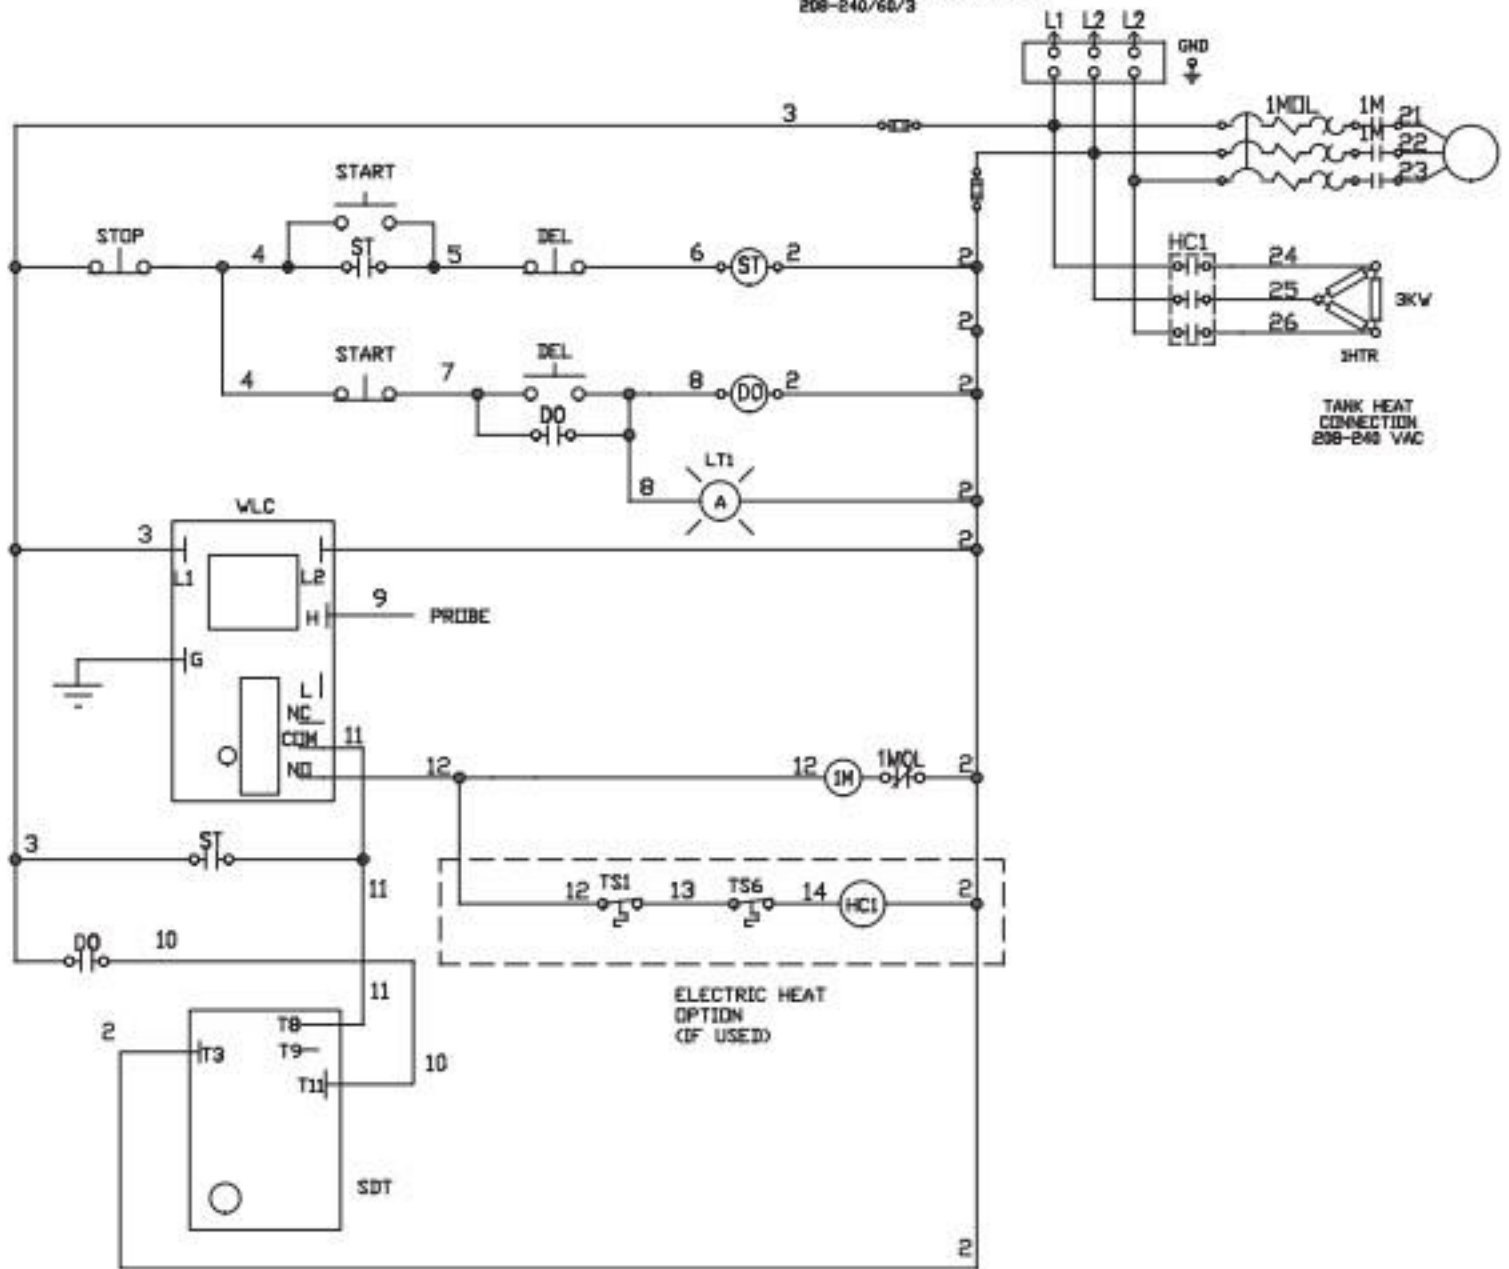 208-240/60/3
L1 L2 L2
GND
3
1MOL 1M 21
1M 22
23
START
STOP 4 ST 5 DEL 6 ST 2 2
HC1 24
25 3KW
26
1HTR
2
START DEL
4 7 8 DO 2 2
DO
TANK HEAT
CONNECTION
208-240 VAC
LT1
8 A 2
WLC
3 2
L1 L2
H 9 PROBE
G
L
NC
COM 11
NO 12 12 1M 1MOL 2
3 ST
11
12 TS1 13 TS6 14 HC1 2
DO 10
11
ELECTRIC HEAT
OPTION
(IF USED)
T8
2 T3 T9
T11 10
SDT
2